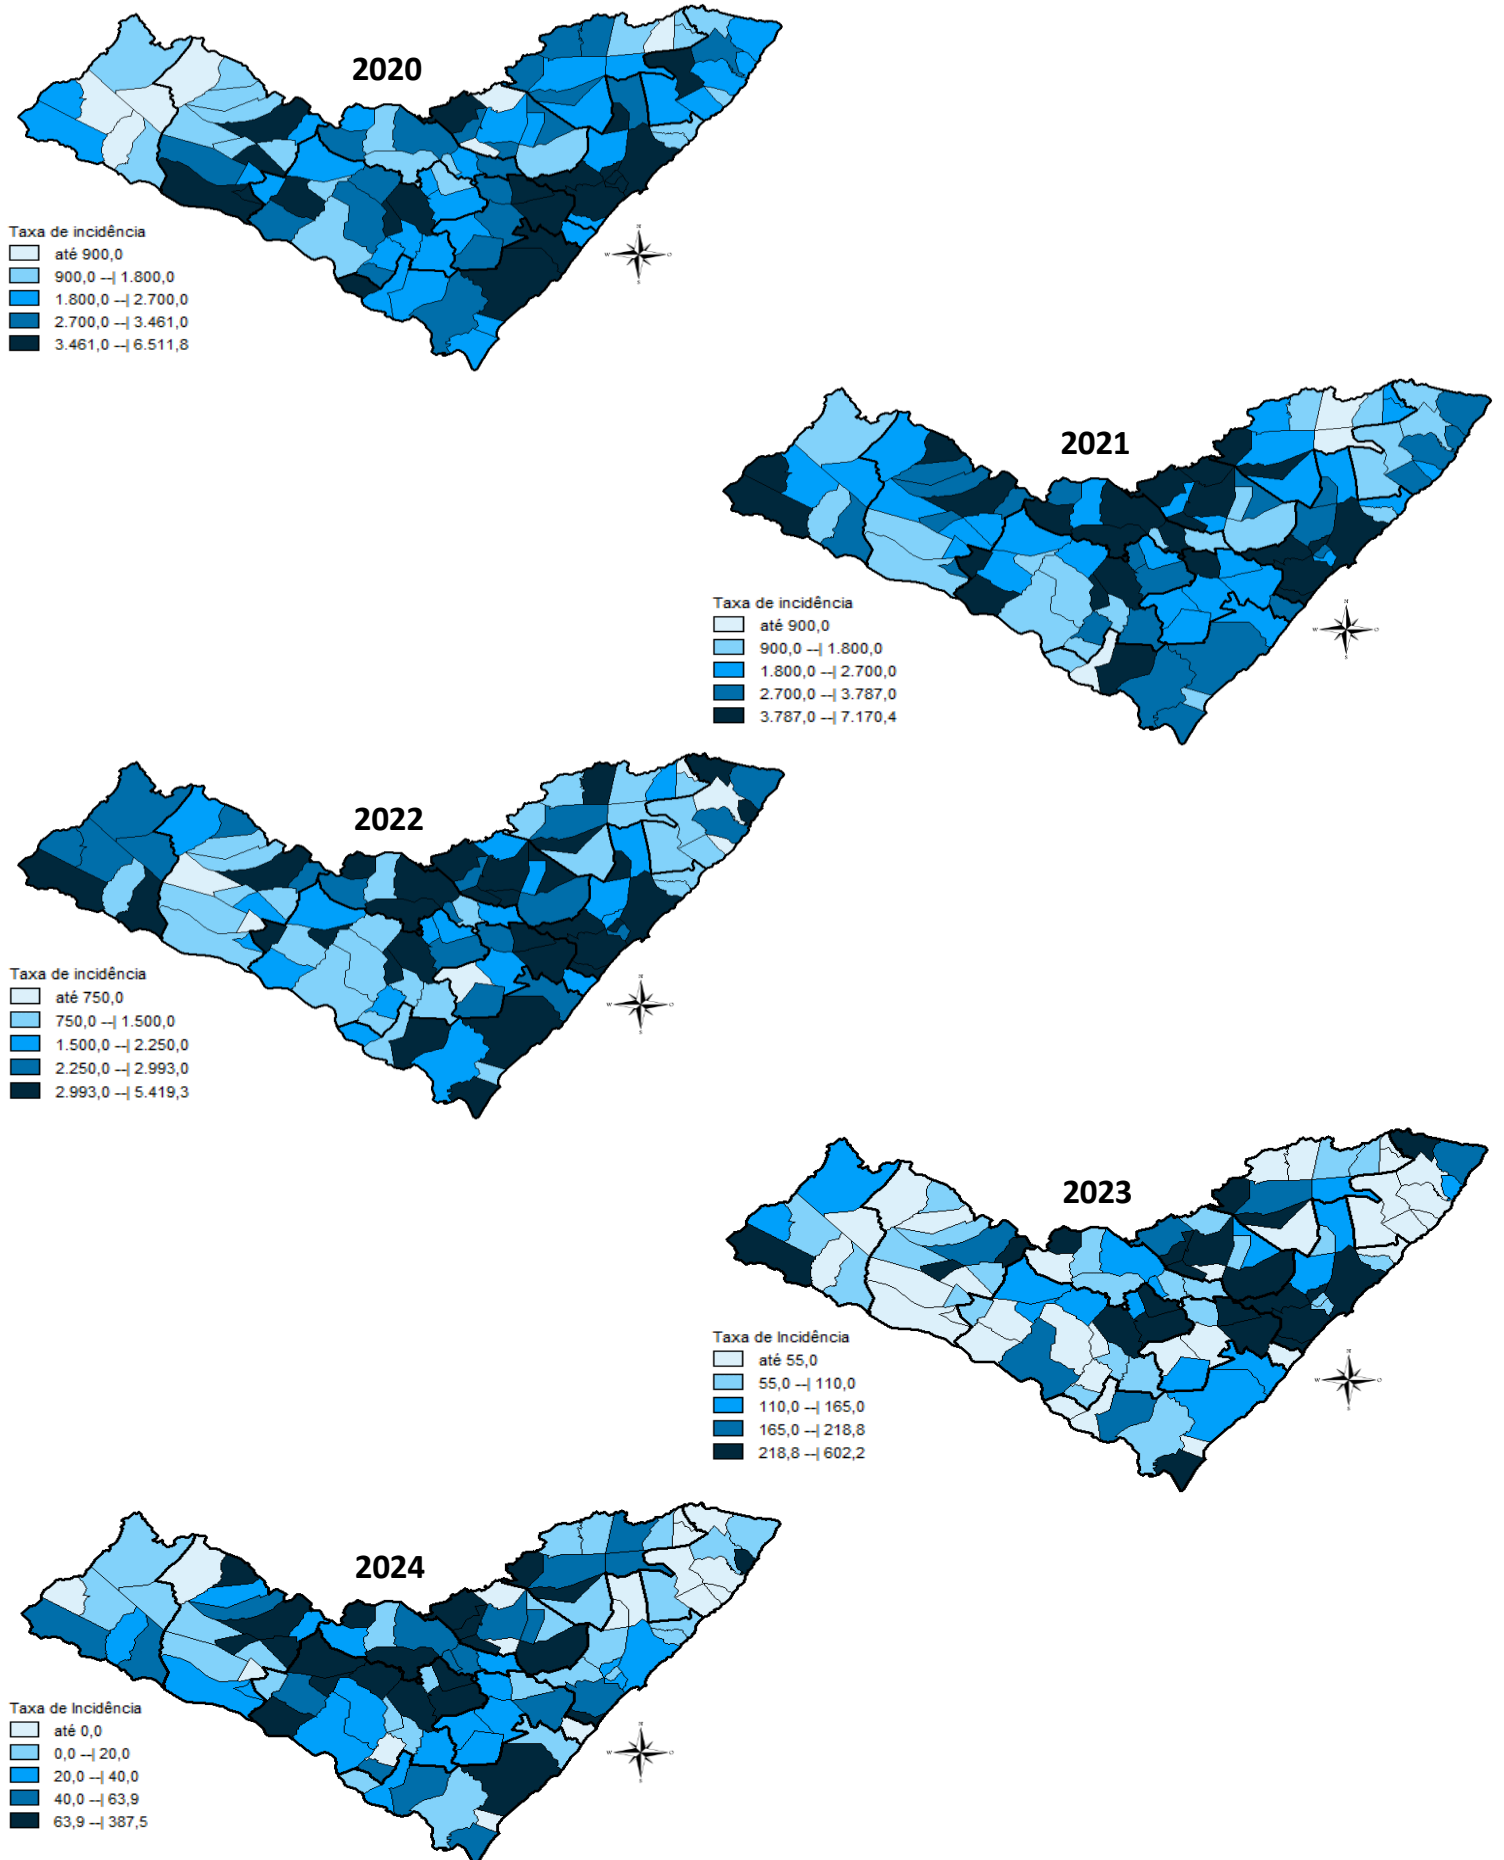 2020
Taxa de incidência
até 900,0
900,0 --| 1.800,0
1.800,0 --| 2.700,0
2.700,0 --| 3.461,0
3.461,0 --| 6.511,8
N
W
O
S
2021
Taxa de incidência
até 900,0
900,0 --| 1.800,0
1.800,0 --| 2.700,0
2.700,0 --| 3.787,0
3.787,0 --| 7.170,4
N
W
O
S
2022
Taxa de incidência
até 750,0
750,0 --| 1.500,0
1.500,0 --| 2.250,0
2.250,0 --| 2.993,0
2.993,0 --| 5.419,3
N
W
O
S
2023
Taxa de Incidência
até 55,0
55,0 --| 110,0
110,0 --| 165,0
165,0 --| 218,8
218,8 --| 602,2
N
W
O
S
2024
Taxa de Incidência
até 0,0
0,0 --| 20,0
20,0 --| 40,0
40,0 --| 63,9
63,9 --| 387,5
N
W
O
S